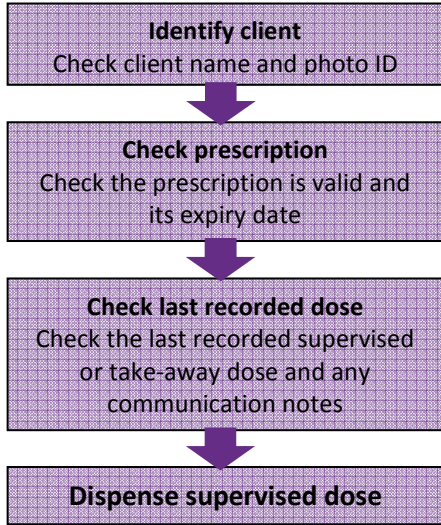 Identify client
Check client name and photo ID
Check prescription
Check the prescription is valid and
its expiry date
Check last recorded dose
Check the last recorded supervised
or take-away dose and any
communication notes
Dispense supervised dose